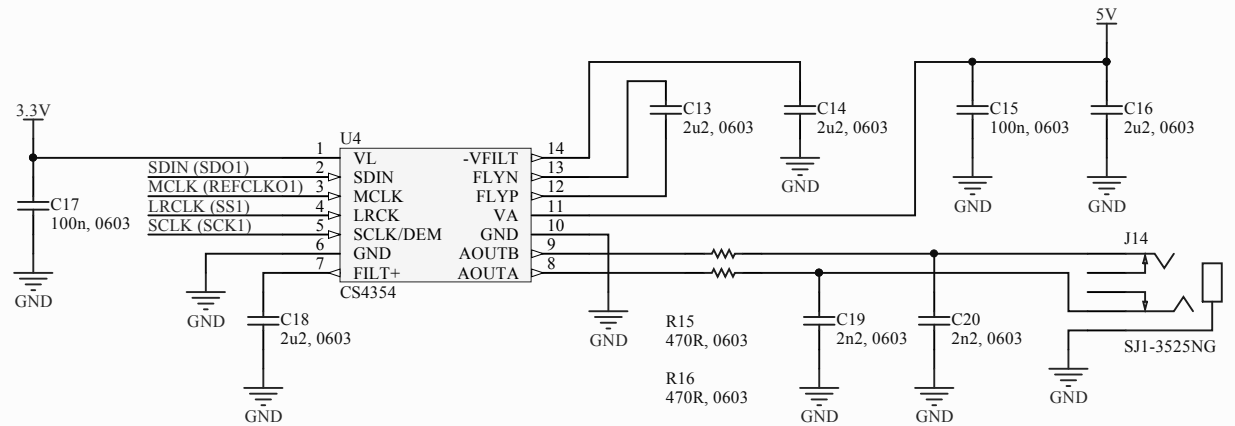 5V
3.3V
C13
2u2, 0603
C14
2u2, 0603
C15
100n, 0603
C16
2u2, 0603
GND
GND
GND
U4
1 VL
SDIN (SDO1) 2 SDIN
MCLK (REFCLKO1) 3 MCLK
LRCLK (SS1) 4 LRCK
SCLK (SCK1) 5 SCLK/DEM
6 GND
7 FILT+
-VFILT 14
FLYN 13
FLYP 12
VA 11
GND 10
AOUTB 9
AOUTA 8
CS4354
C17
100n, 0603
GND
GND
C18
2u2, 0603
GND
GND
R15
470R, 0603
R16
470R, 0603
C19
2n2, 0603
GND
C20
2n2, 0603
GND
J14
SJ1-3525NG
GND